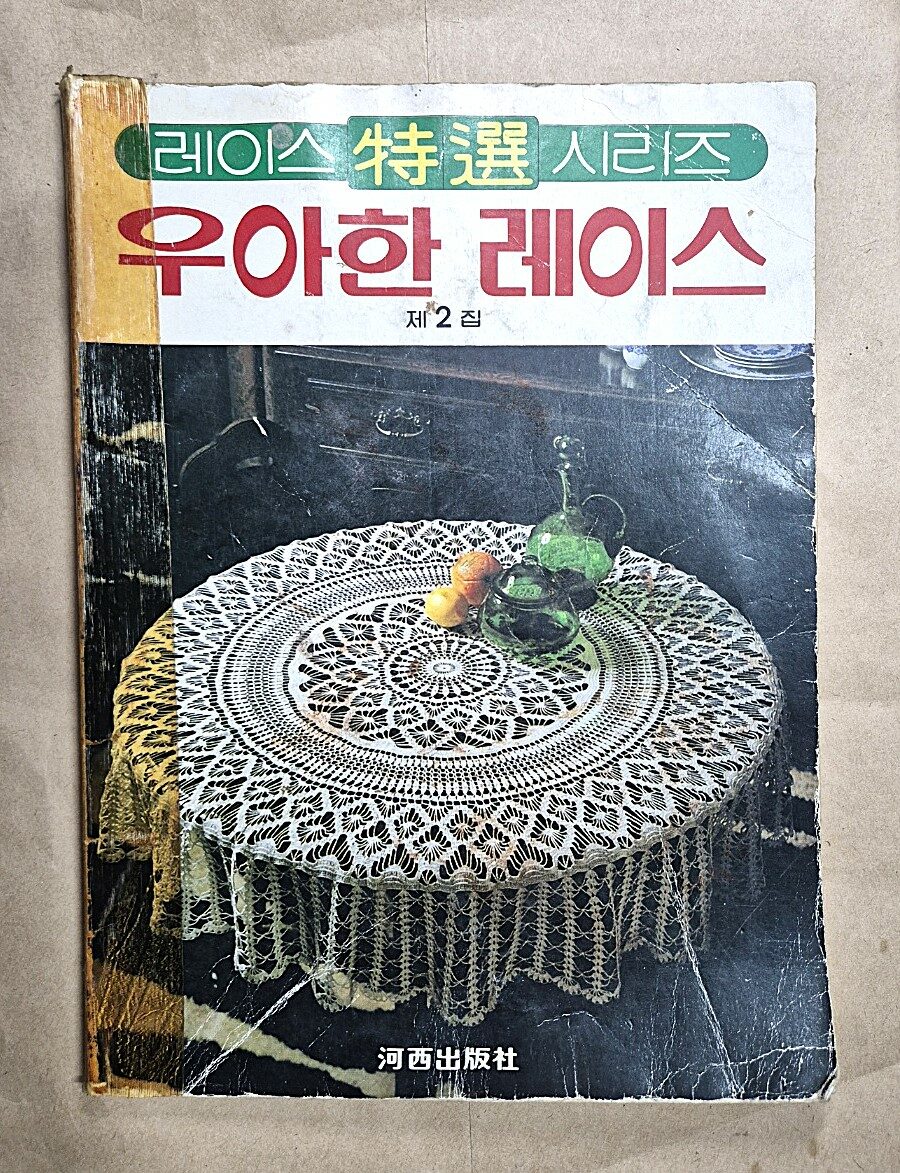 레이스 特選 시리즈
우아한 레이스
제2집
河西出版社